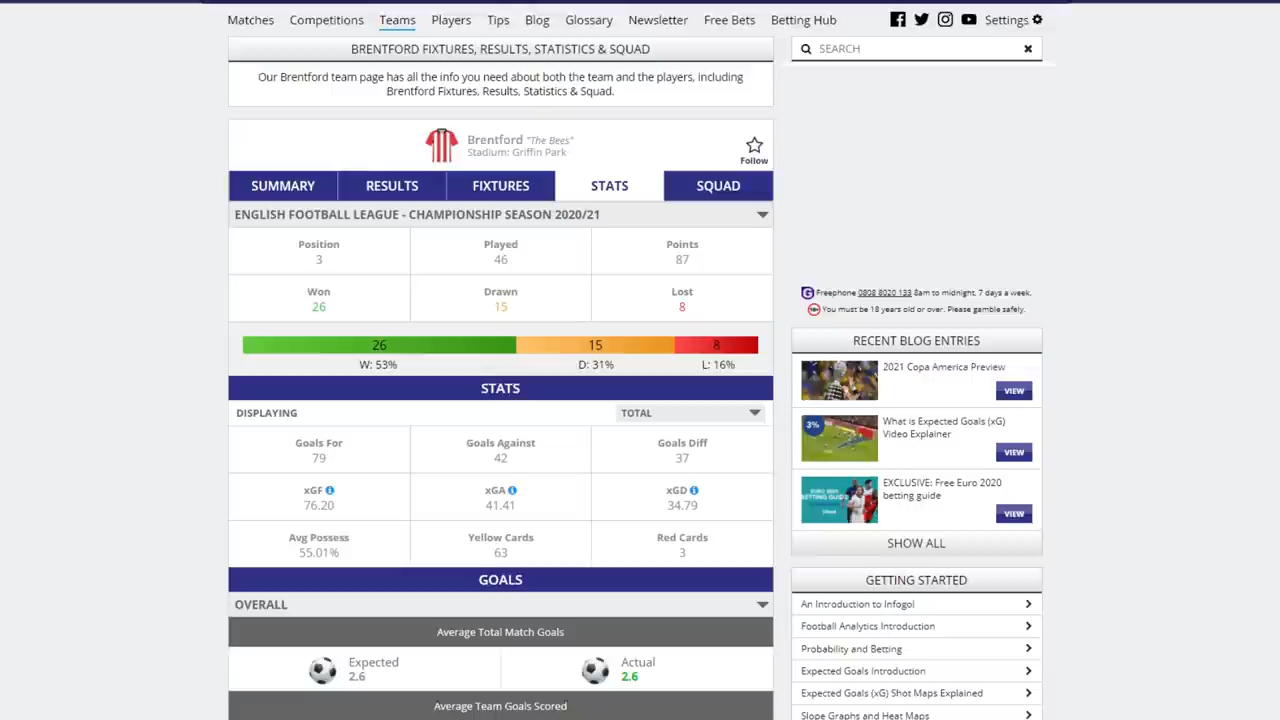 Matches Competitions Teams Players Tips Blog Glossary Newsletter Free Bets Betting Hub Settings
BRENTFORD FIXTURES, RESULTS, STATISTICS & SQUAD
Our Brentford team page has all the info you need about both the team and the players, including
Brentford Fixtures, Results, Statistics & Squad.
Brentford "The Bees"
Stadium: Griffin Park
Follow
SUMMARY RESULTS FIXTURES STATS SQUAD
ENGLISH FOOTBALL LEAGUE - CHAMPIONSHIP SEASON 2020/21
Position Played Points
3 46 87
Won Drawn Lost
26 15 8
26 15 8
W: 53% D: 31% L: 16%
STATS
DISPLAYING TOTAL
Goals For Goals Against Goals Diff
79 42 37
xGF xGA xGD
76.20 41.41 34.79
Avg Possess Yellow Cards Red Cards
55.01% 63 3
GOALS
OVERALL
Average Total Match Goals
Expected Actual
2.6 2.6
Average Team Goals Scored
SEARCH
Freephone 0808 8020 133 8am to midnight, 7 days a week.
You must be 18 years old or over. Please gamble safely.
RECENT BLOG ENTRIES
2021 Copa America Preview
VIEW
3%
What is Expected Goals (xG)
Video Explainer
VIEW
EURO 2020
BETTING GUIDE
EXCLUSIVE: Free Euro 2020
betting guide
VIEW
SHOW ALL
GETTING STARTED
An Introduction to Infogol
Football Analytics Introduction
Probability and Betting
Expected Goals Introduction
Expected Goals (xG) Shot Maps Explained
Slope Graphs and Heat Maps